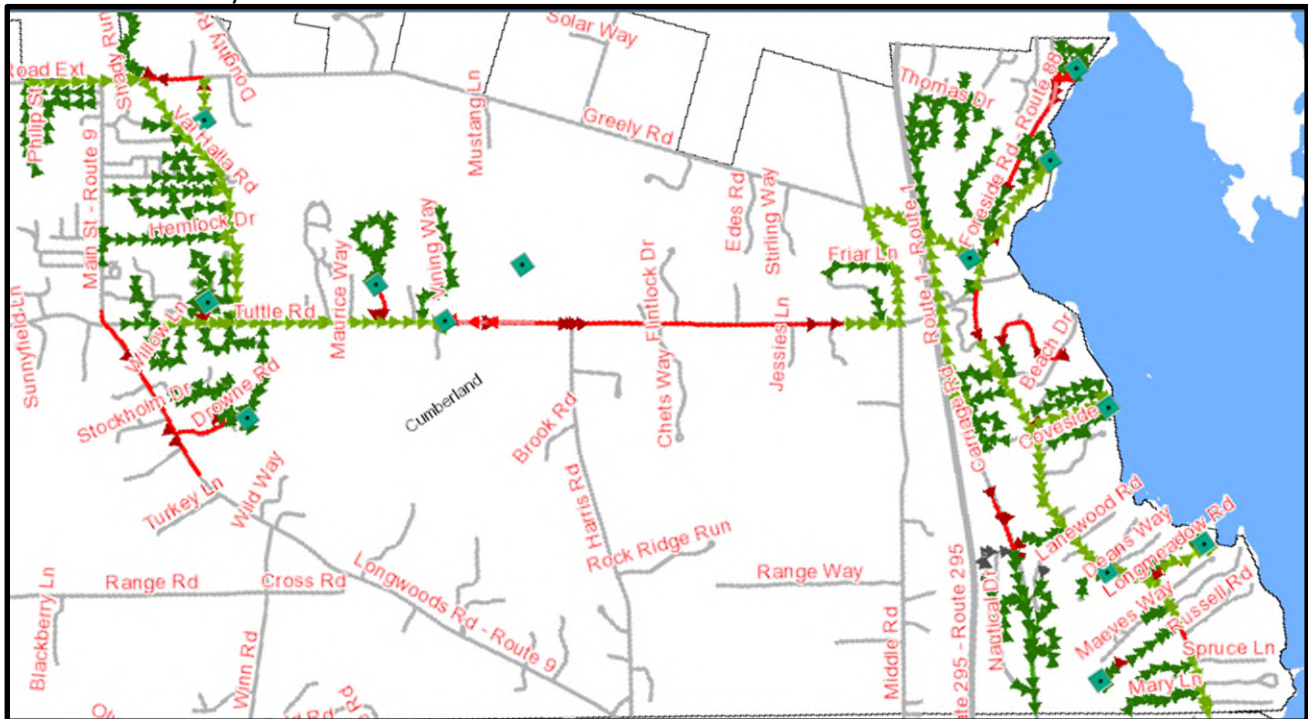 Road Ext
Philip St
Shady Run
Doughty R
Solar Way
Mustang Ln
Greely Rd
Thomas Dr
Foreside Rd - Route 88
Val Halla Rd
Main St - Route 9
Hemlock Dr
Maurice Way
Vining Way
Edes Rd
Stirling Way
Friar Ln
Route 1 - Route 1
Sunnyfield Ln
Willow Ln
Tuttle Rd
Flintlock Dr
Jessies Ln
Beach Dr
Stockholm Dr
Drowne Rd
Cumberland
Chets Way
Carriage Rd
Coveside
Brook Rd
Turkey Ln
Wild Way
Harris Rd
Rock Ridge Run
Lanewood Rd
Deans Way
Longmeadow Rd
Range Rd
Cross Rd
Longwoods Rd - Route 9
Range Way
Nautical Dr
Maeves Way
Russell Rd
Blackberry Ln
Winn Rd
Middle Rd
ate 295 - Route 295
Spruce Ln
Mary Ln